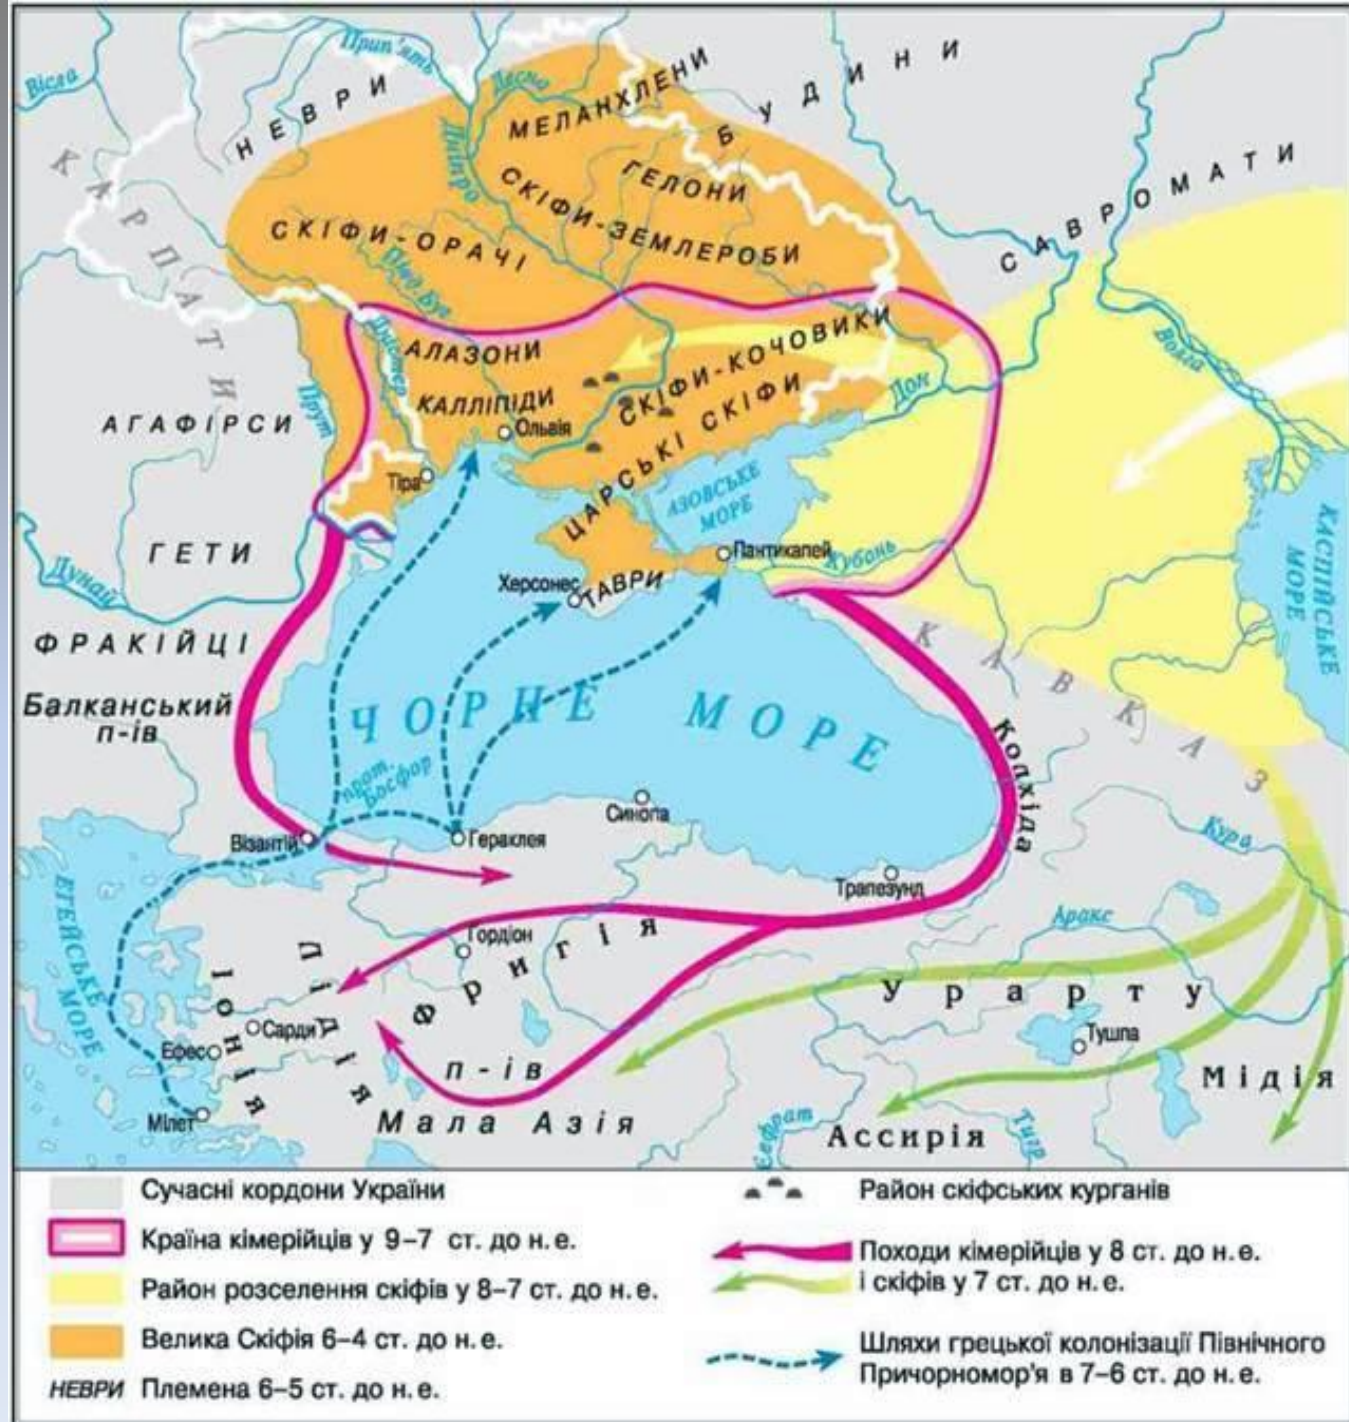 Вісла
Прип'ять
Десна
НЕВРИ
МЕЛАНХЛЕНИ
БУДИНИ
Дніпро
ГЕЛОНИ
САВРОМАТИ
КАРПАТИ
СКІФИ-ЗЕМЛЕРОБИ
СКІФИ-ОРАЧІ
Півд. Буг
Дністер
АЛАЗОНИ
СКІФИ-КОЧОВИКИ
Волга
Прут
КАЛЛІПІДИ
Дон
АГАФІРСИ
Ольвія
ЦАРСЬКІ СКІФИ
Тіра
АЗОВСЬКЕ
МОРЕ
КАСПІЙСЬКЕ
МОРЕ
ГЕТИ
Пантикапей
Кубань
Дунай
Херсонес
ТАВРИ
ФРАКІЙЦІ
КАВКАЗ
Балканський
п-ів
ЧОРНЕ МОРЕ
Колхіда
прот.
Босфор
Синопа
Візантій
Гераклея
Кура
Трапезунд
ЕГЕЙСЬКЕ
МОРЕ
Аракс
Гордіон
Фригія
Лідія
Іонія
Урарту
Сарди
Тушпа
Ефес
п-ів
Мала Азія
Мідія
Мілет
Ассирія
Євфрат
Тигр
Сучасні кордони України
Країна кімерійців у 9–7 ст. до н. е.
Район розселення скіфів у 8–7 ст. до н. е.
Велика Скіфія 6–4 ст. до н. е.
НЕВРИ Племена 6–5 ст. до н. е.
Район скіфських курганів
Походи кімерійців у 8 ст. до н. е.
і скіфів у 7 ст. до н. е.
Шляхи грецької колонізації Північного
Причорномор'я в 7–6 ст. до н. е.